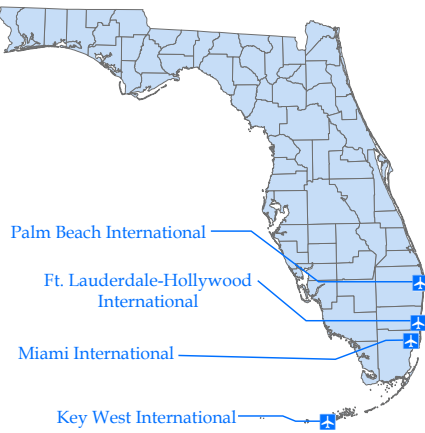 Palm Beach International
Ft. Lauderdale-Hollywood
International
Miami International
Key West International